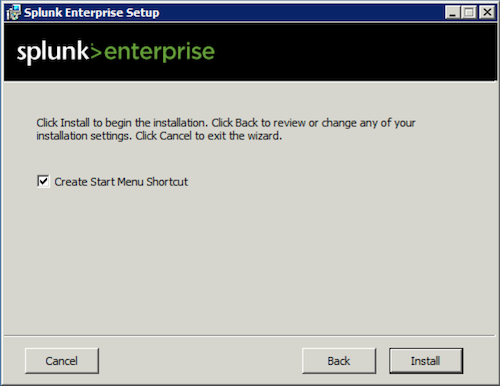 Splunk Enterprise Setup
splunk>enterprise
Click Install to begin the installation. Click Back to review or change any of your
installation settings. Click Cancel to exit the wizard.
Create Start Menu Shortcut
Cancel
Back
Install